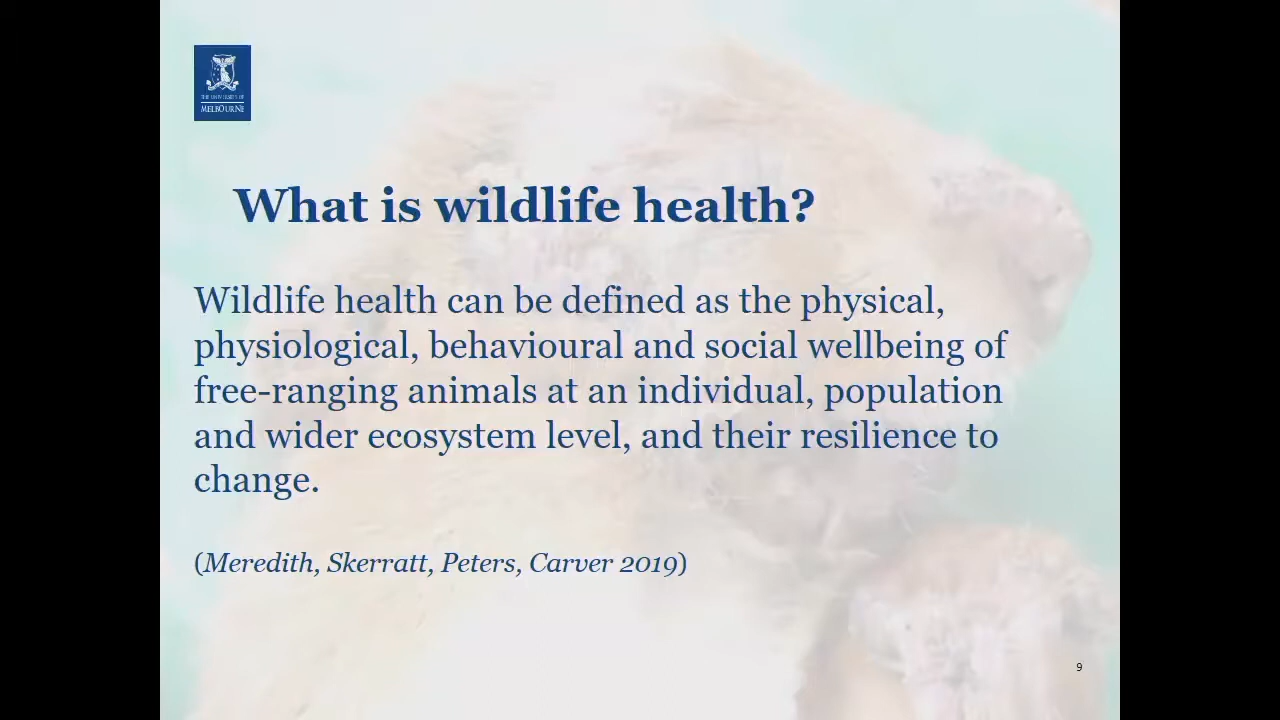 THE UNIVERSITY OF
MELBOURNE
What is wildlife health?
Wildlife health can be defined as the physical,
physiological, behavioural and social wellbeing of
free-ranging animals at an individual, population
and wider ecosystem level, and their resilience to
change.
(Meredith, Skerratt, Peters, Carver 2019)
9